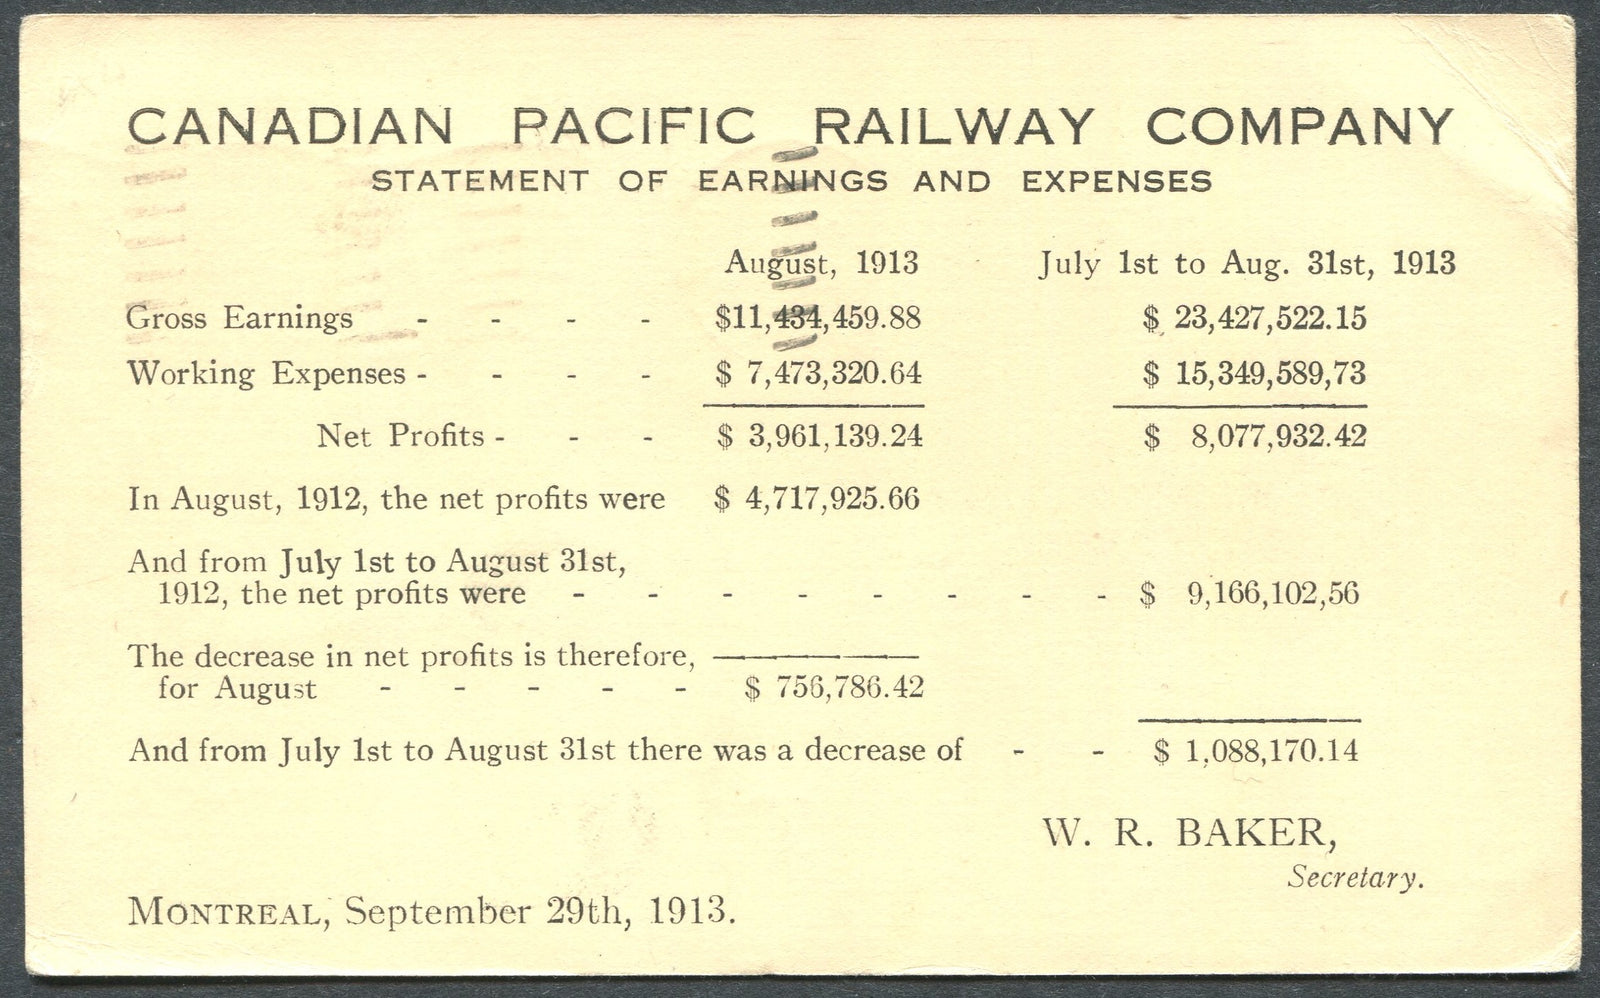 CANADIAN PACIFIC RAILWAY COMPANY
STATEMENT OF EARNINGS AND EXPENSES
August, 1913 July 1st to Aug. 31st, 1913
Gross Earnings - - - - $11,434,459.88 $ 23,427,522.15
Working Expenses - - - - $ 7,473,320.64 $ 15,349,589,73
Net Profits - - - $ 3,961,139.24 $ 8,077,932.42
In August, 1912, the net profits were $ 4,717,925.66
And from July 1st to August 31st,
1912, the net profits were - - - - - - - - $ 9,166,102,56
The decrease in net profits is therefore,
for August - - - - - $ 756,786.42
And from July 1st to August 31st there was a decrease of - - $ 1,088,170.14
W. R. BAKER,
Secretary.
MONTREAL, September 29th, 1913.